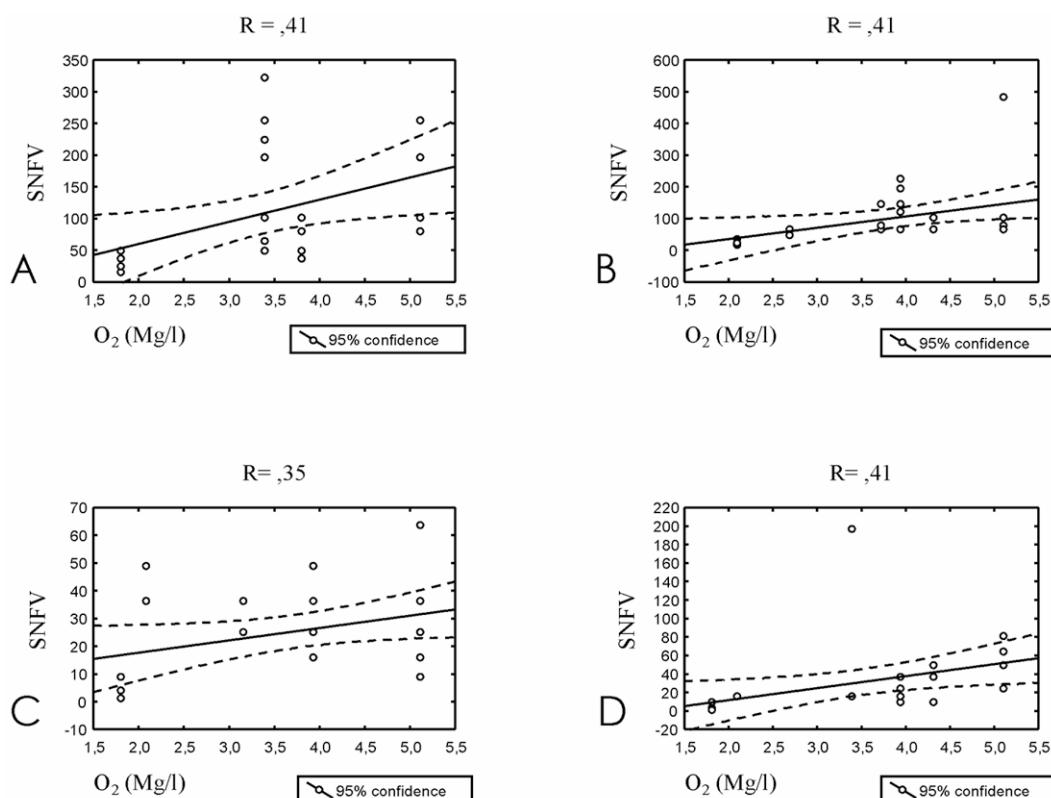 R = ,41
350
300
250
200
150
100
50
0
SNFV
1,5 2,0 2,5 3,0 3,5 4,0 4,5 5,0 5,5
A
O₂ (Mg/l)
95% confidence
R = ,41
600
500
400
300
200
100
0
-100
SNFV
1,5 2,0 2,5 3,0 3,5 4,0 4,5 5,0 5,5
B
O₂ (Mg/l)
95% confidence
R= ,35
70
60
50
40
30
20
10
0
-10
SNFV
1,5 2,0 2,5 3,0 3,5 4,0 4,5 5,0 5,5
C
O₂ (Mg/l)
95% confidence
R= ,41
220
200
180
160
140
120
100
80
60
40
20
0
-20
SNFV
1,5 2,0 2,5 3,0 3,5 4,0 4,5 5,0 5,5
D
O₂ (Mg/l)
95% confidence